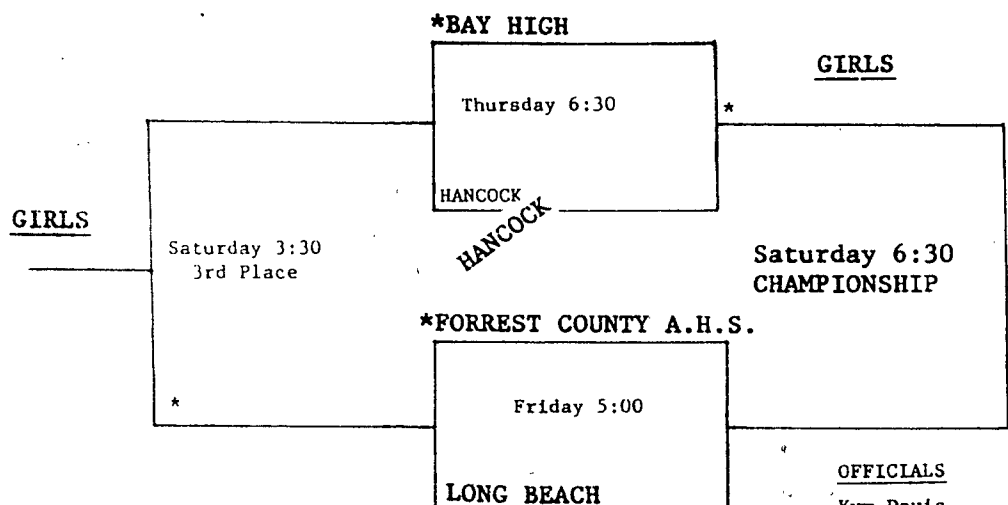 *BAY HIGH
GIRLS
Thursday 6:30
*
HANCOCK
HANCOCK
GIRLS
Saturday 3:30
3rd Place
Saturday 6:30
CHAMPIONSHIP
*FORREST COUNTY A.H.S.
*
Friday 5:00
OFFICIALS
LONG BEACH